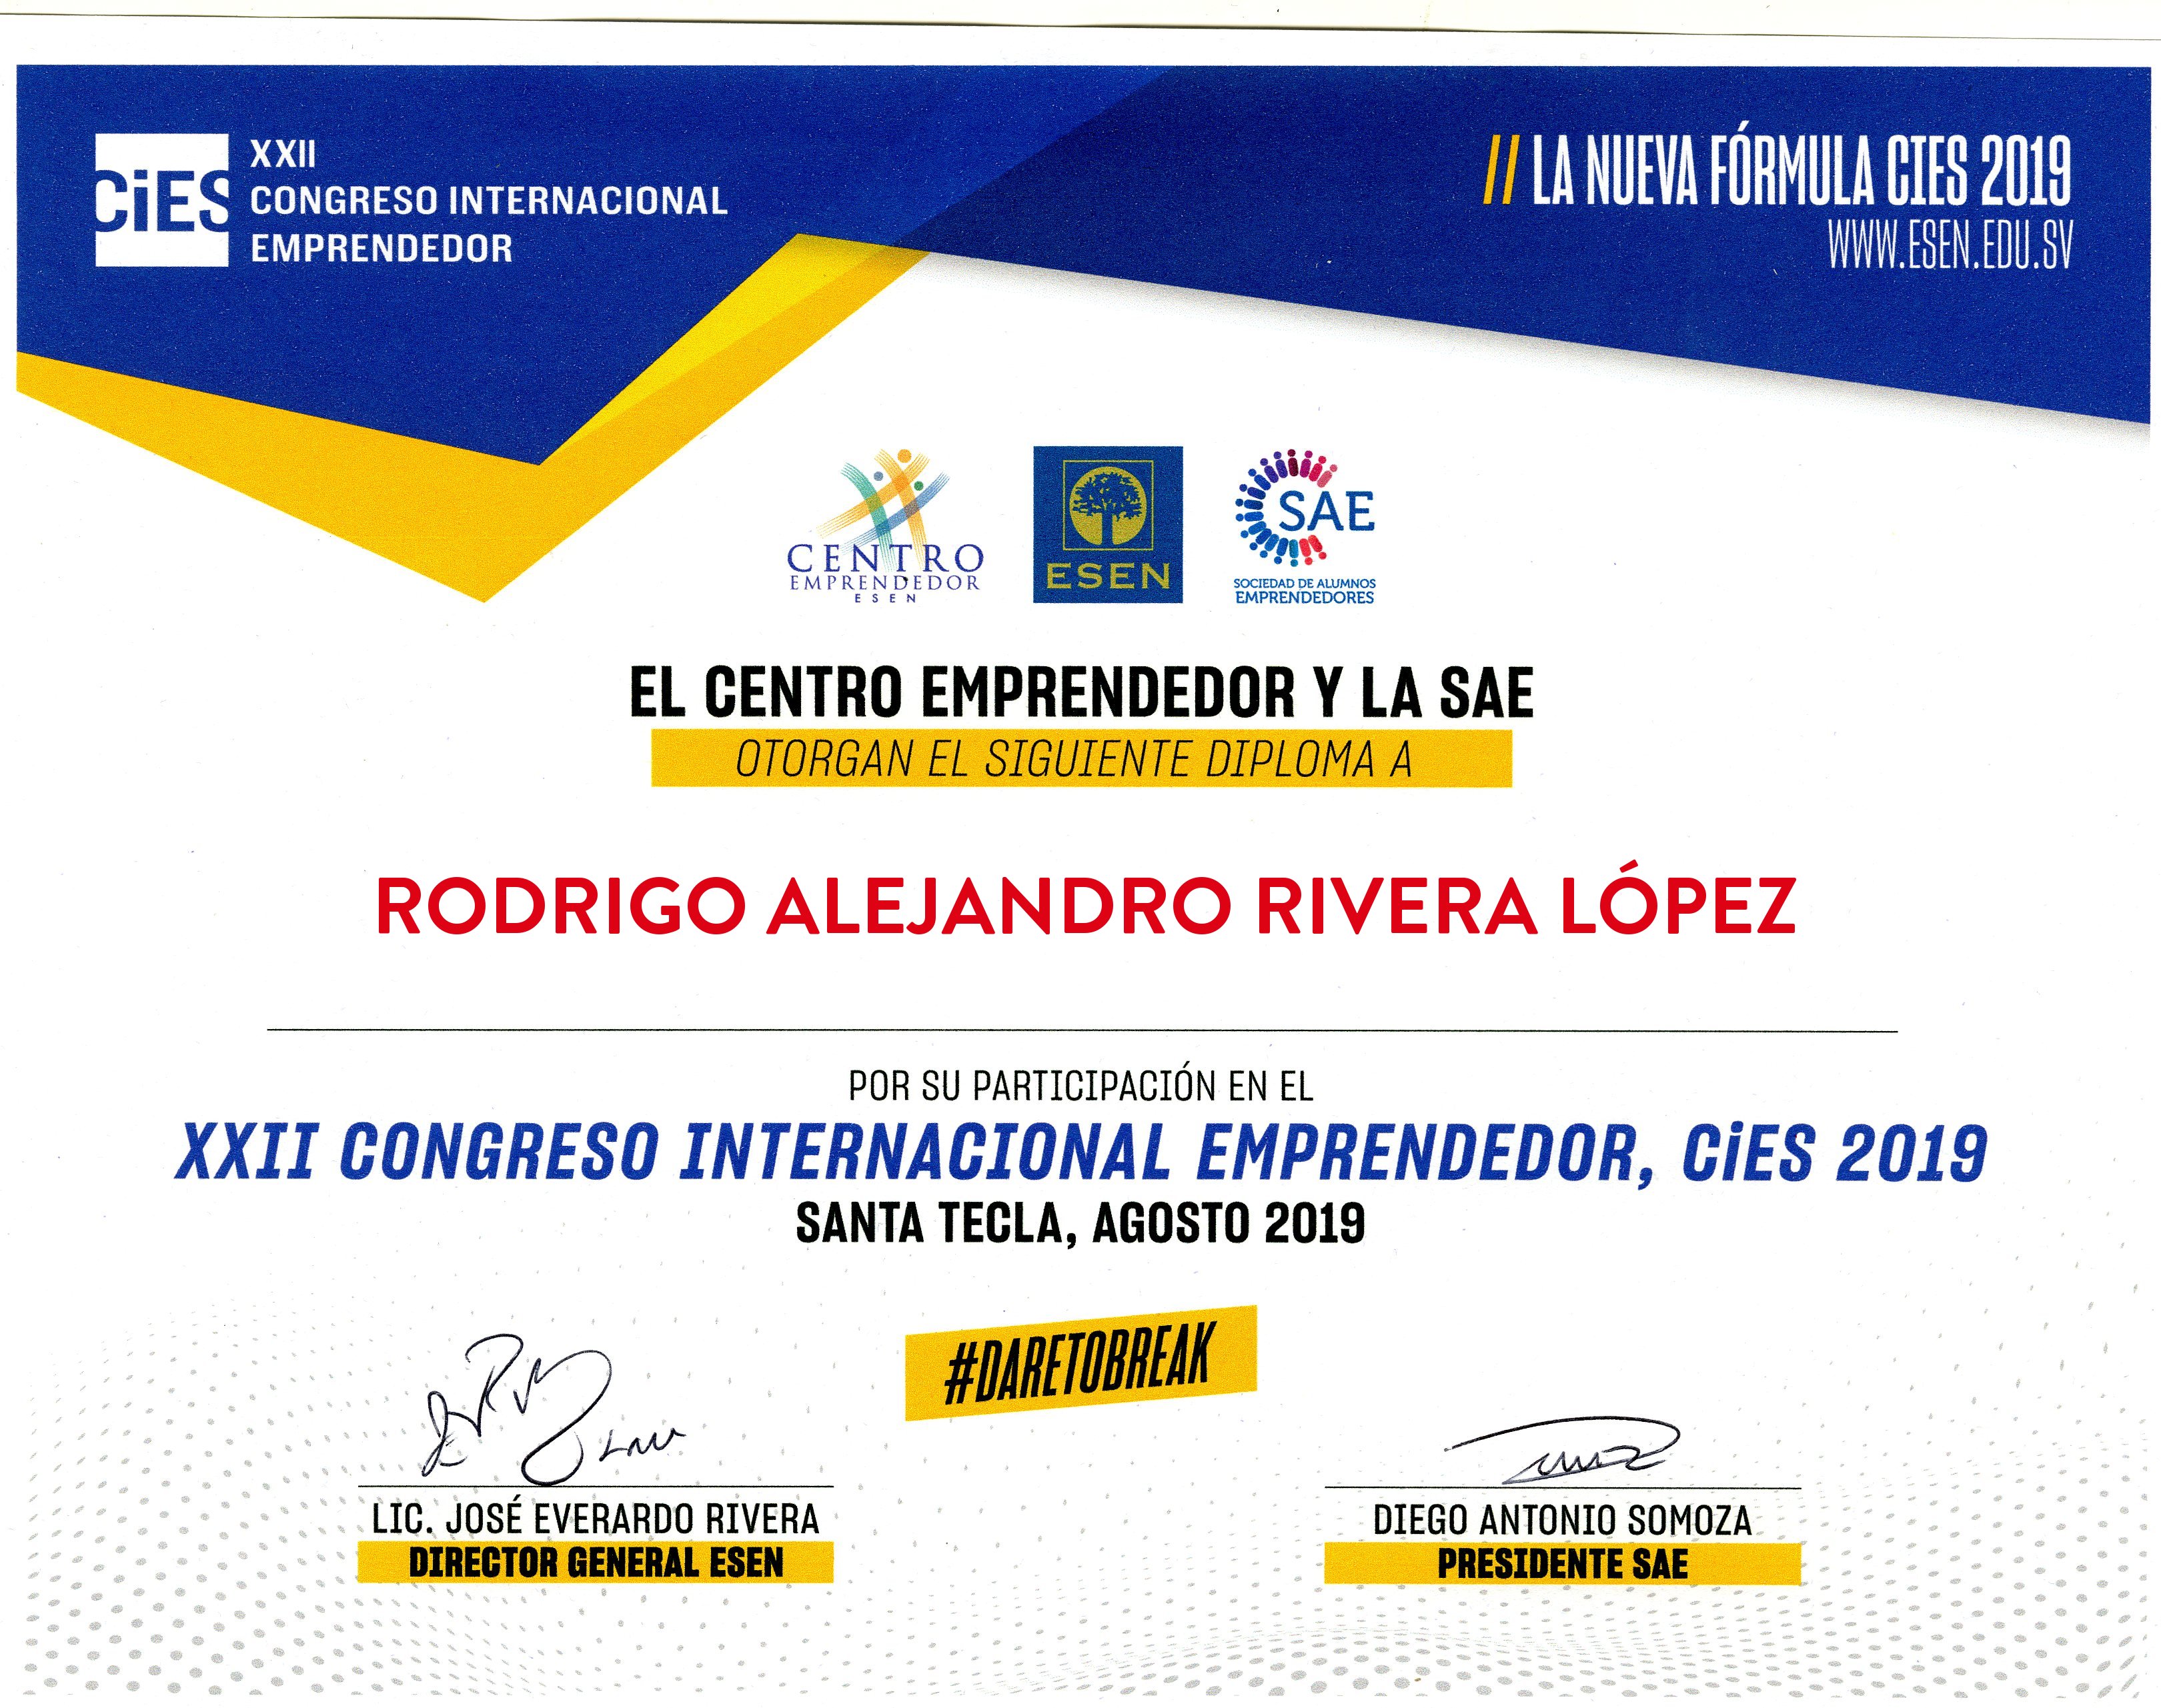 CiES
XXII
CONGRESO INTERNACIONAL
EMPRENDEDOR
// LA NUEVA FÓRMULA CIES 2019
WWW.ESEN.EDU.SV
CENTRO
EMPRENDEDOR
ESEN
ESEN
SAE
SOCIEDAD DE ALUMNOS
EMPRENDEDORES
EL CENTRO EMPRENDEDOR Y LA SAE
OTORGAN EL SIGUIENTE DIPLOMA A
RODRIGO ALEJANDRO RIVERA LÓPEZ
POR SU PARTICIPACIÓN EN EL
XXII CONGRESO INTERNACIONAL EMPRENDEDOR, CiES 2019
SANTA TECLA, AGOSTO 2019
#DARETOBREAK
LIC. JOSÉ EVERARDO RIVERA
DIRECTOR GENERAL ESEN
DIEGO ANTONIO SOMOZA
PRESIDENTE SAE